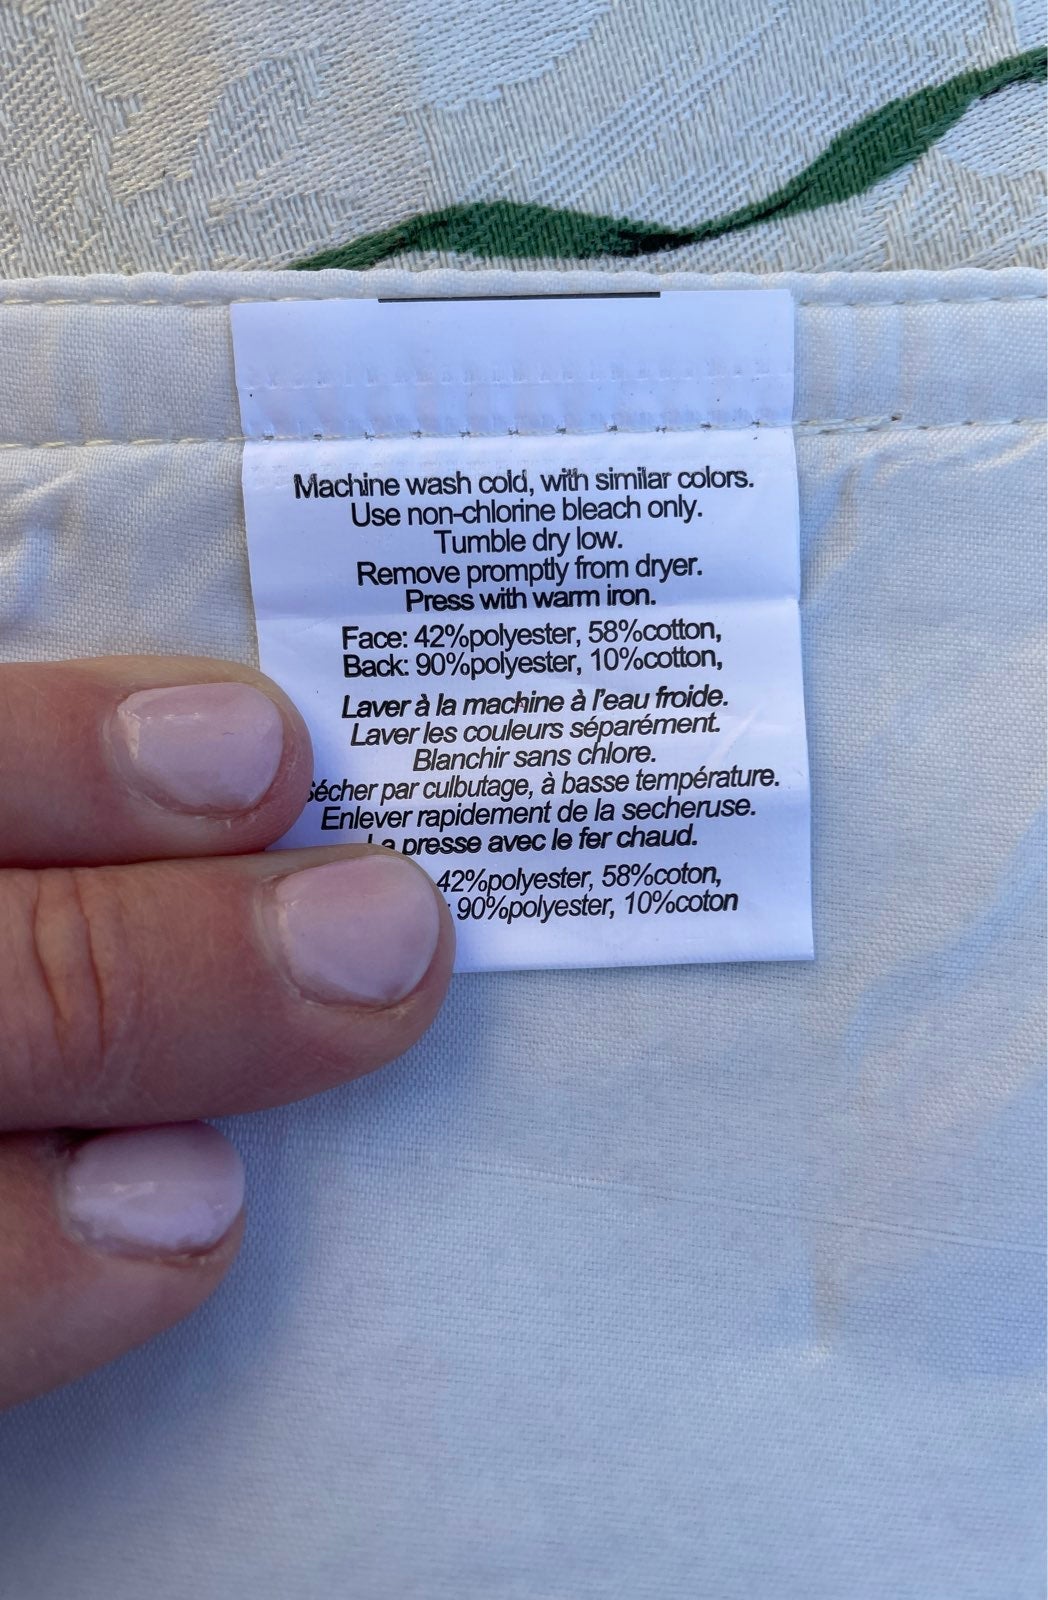 Machine wash cold, with similar colors.
Use non-chlorine bleach only.
Tumble dry low.
Remove promptly from dryer.
Press with warm iron.
Face: 42%polyester, 58%cotton,
Back: 90%polyester, 10%cotton,
Laver à la machine à l'eau froide.
Laver les couleurs séparément.
Blanchir sans chlore.
Sécher par culbutage, à basse température.
Enlever rapidement de la secheruse.
La presse avec le fer chaud.
42%polyester, 58%coton,
: 90%polyester, 10%coton